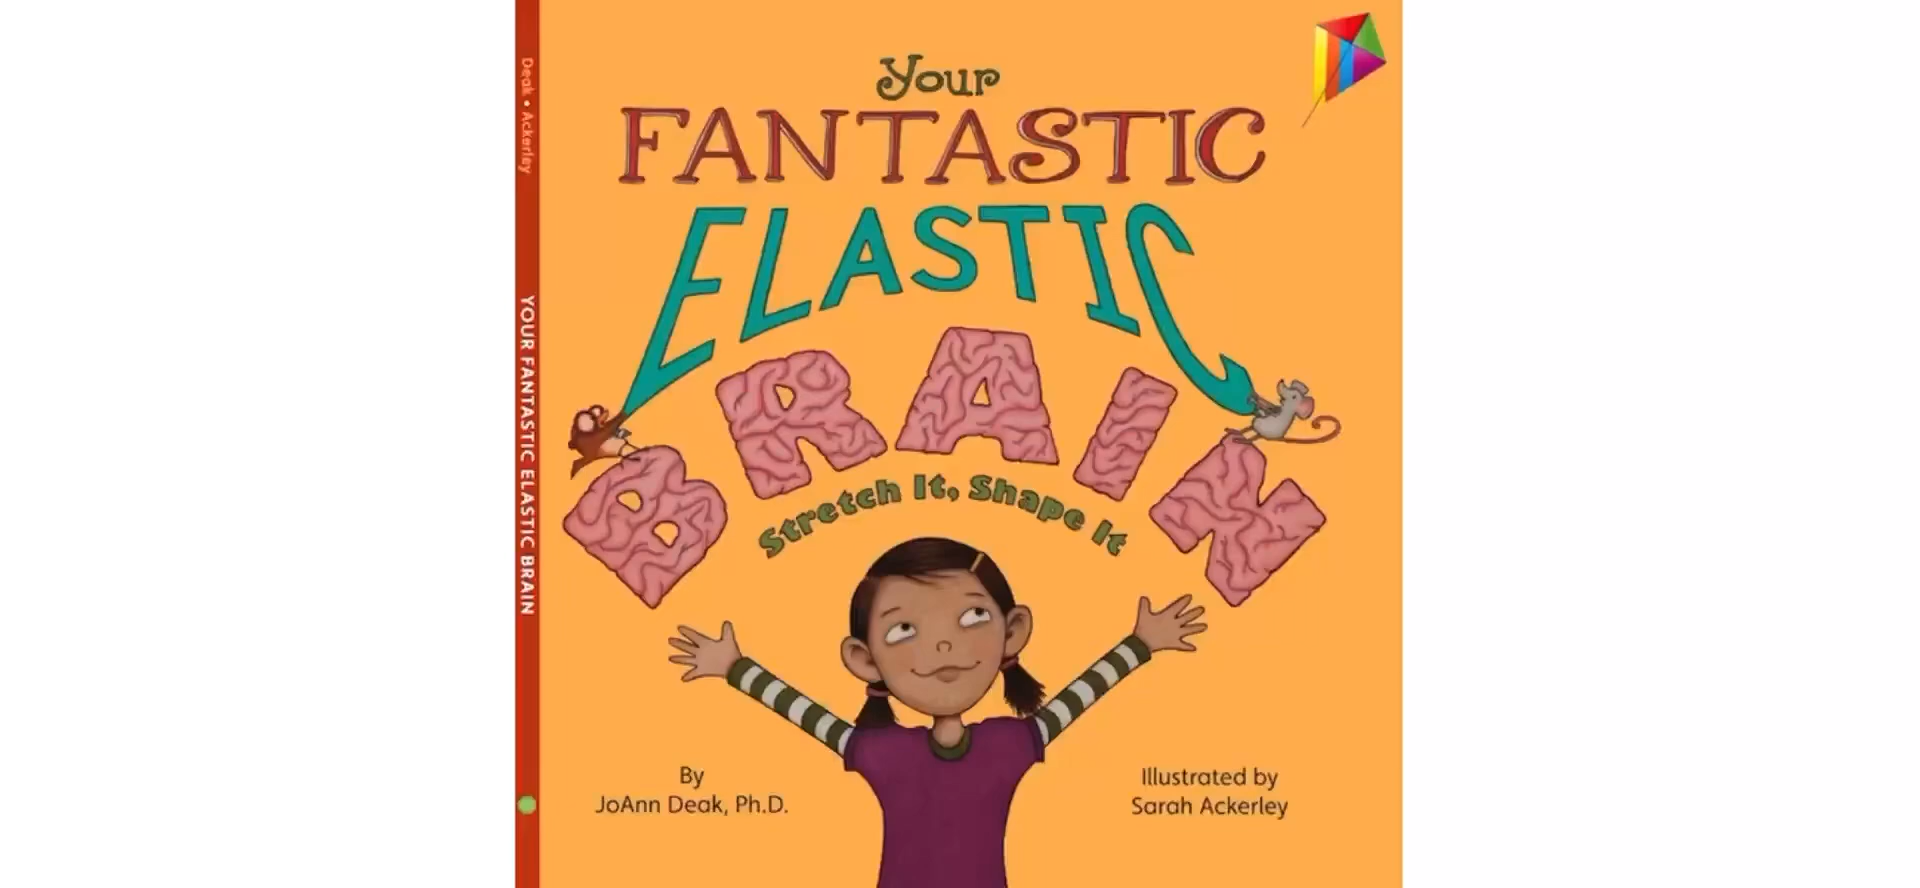 Deak • Ackerley
YOUR FANTASTIC ELASTIC BRAIN
Your
FANTASTIC
ELASTIC
BRAIN
Stretch It, Shape It
By
JoAnn Deak, Ph.D.
Illustrated by
Sarah Ackerley